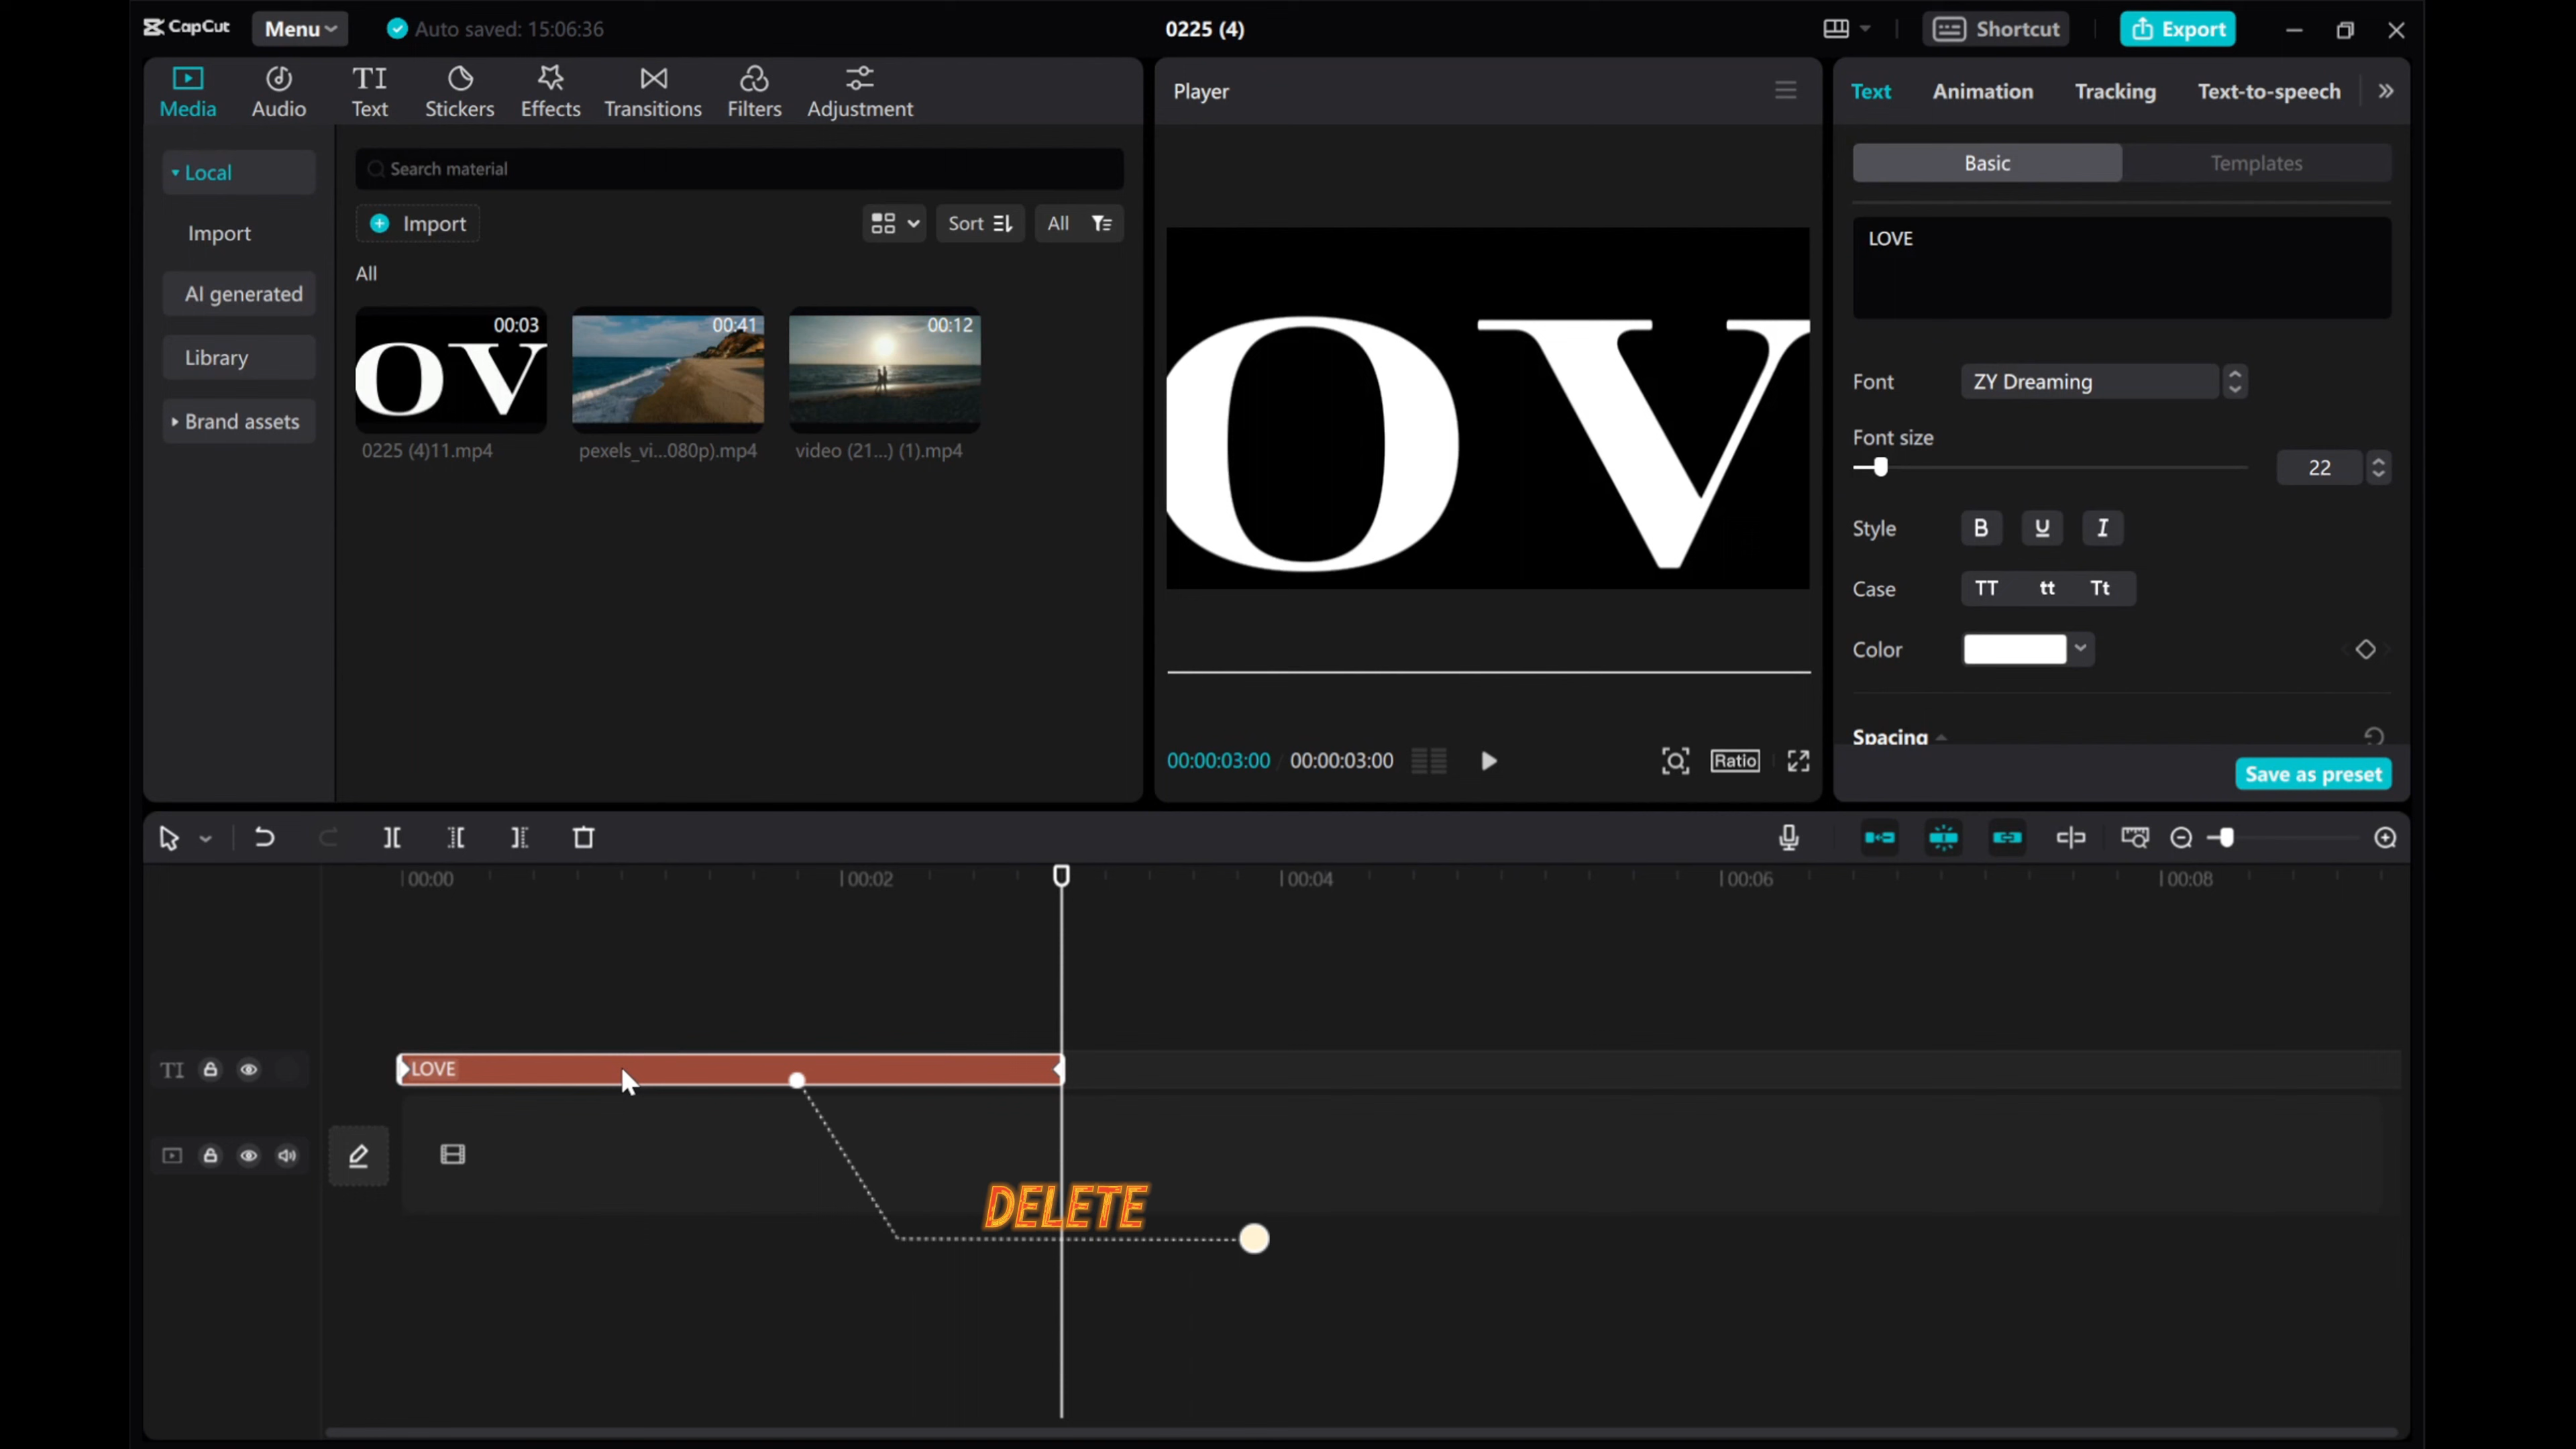 CapCut
Menu
Auto saved: 15:06:36
0225 (4)
Shortcut
Export
Media
Audio
TI
Text
Stickers
Effects
Transitions
Filters
Adjustment
Local
Import
AI generated
Library
Brand assets
Search material
Import
Sort
All
All
00:03
OV
0225 (4)11.mp4
00:41
pexels_vi...080p).mp4
00:12
video (21...) (1).mp4
Player
OV
00:00:03:00 / 00:00:03:00
Ratio
Text
Animation
Tracking
Text-to-speech
Basic
Templates
LOVE
Font
ZY Dreaming
Font size
22
Style
B
U
I
Case
TT
tt
Tt
Color
Spacing
Save as preset
00:00
00:02
00:04
00:06
00:08
TI
LOVE
DELETE